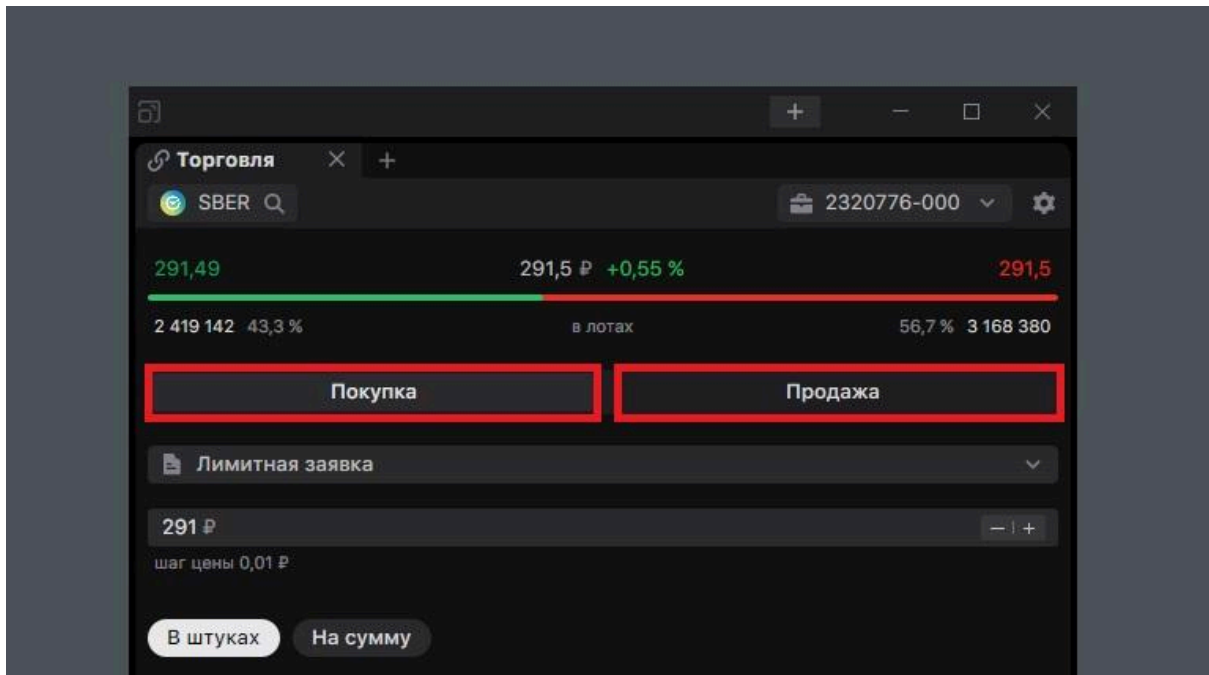 Торговля
SBER 2320776-000
291,49 291,5 ₽ +0,55 % 291,5
2 419 142 43,3 % в лотах 56,7 % 3 168 380
Покупка Продажа
Лимитная заявка
291 ₽
шаг цены 0,01 ₽
В штуках На сумму